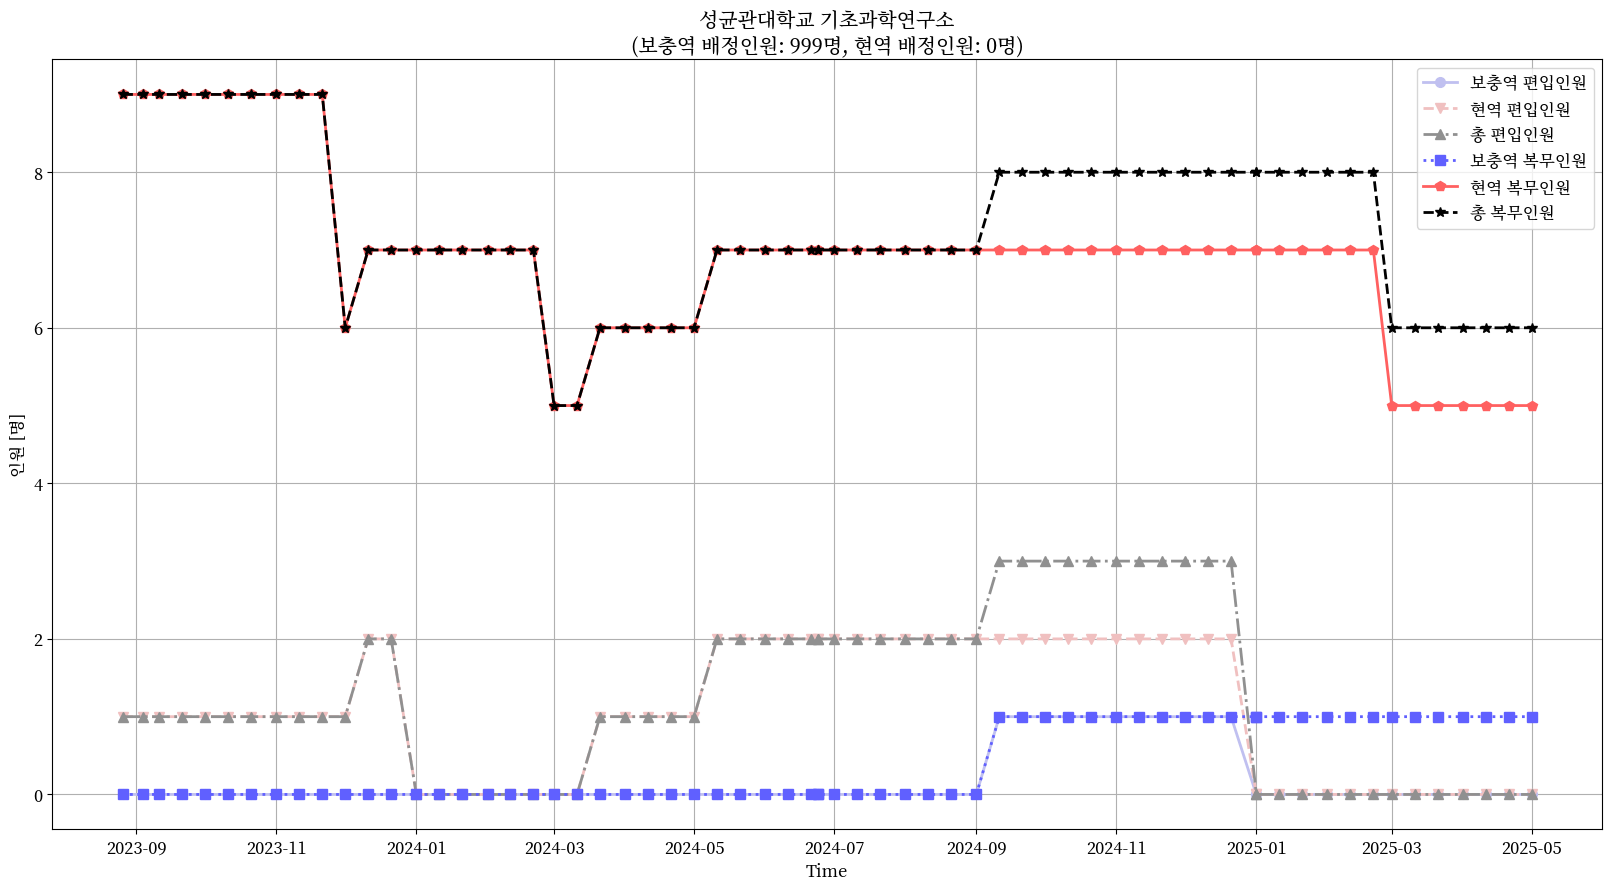 성균관대학교 기초과학연구소
(보충역 배정인원: 999명, 현역 배정인원: 0명)
보충역 편입인원
현역 편입인원
총 편입인원
보충역 복무인원
현역 복무인원
총 복무인원
인원 [명]
8
6
4
2
0
2023-09 2023-11 2024-01 2024-03 2024-05 2024-07 2024-09 2024-11 2025-01 2025-03 2025-05
Time